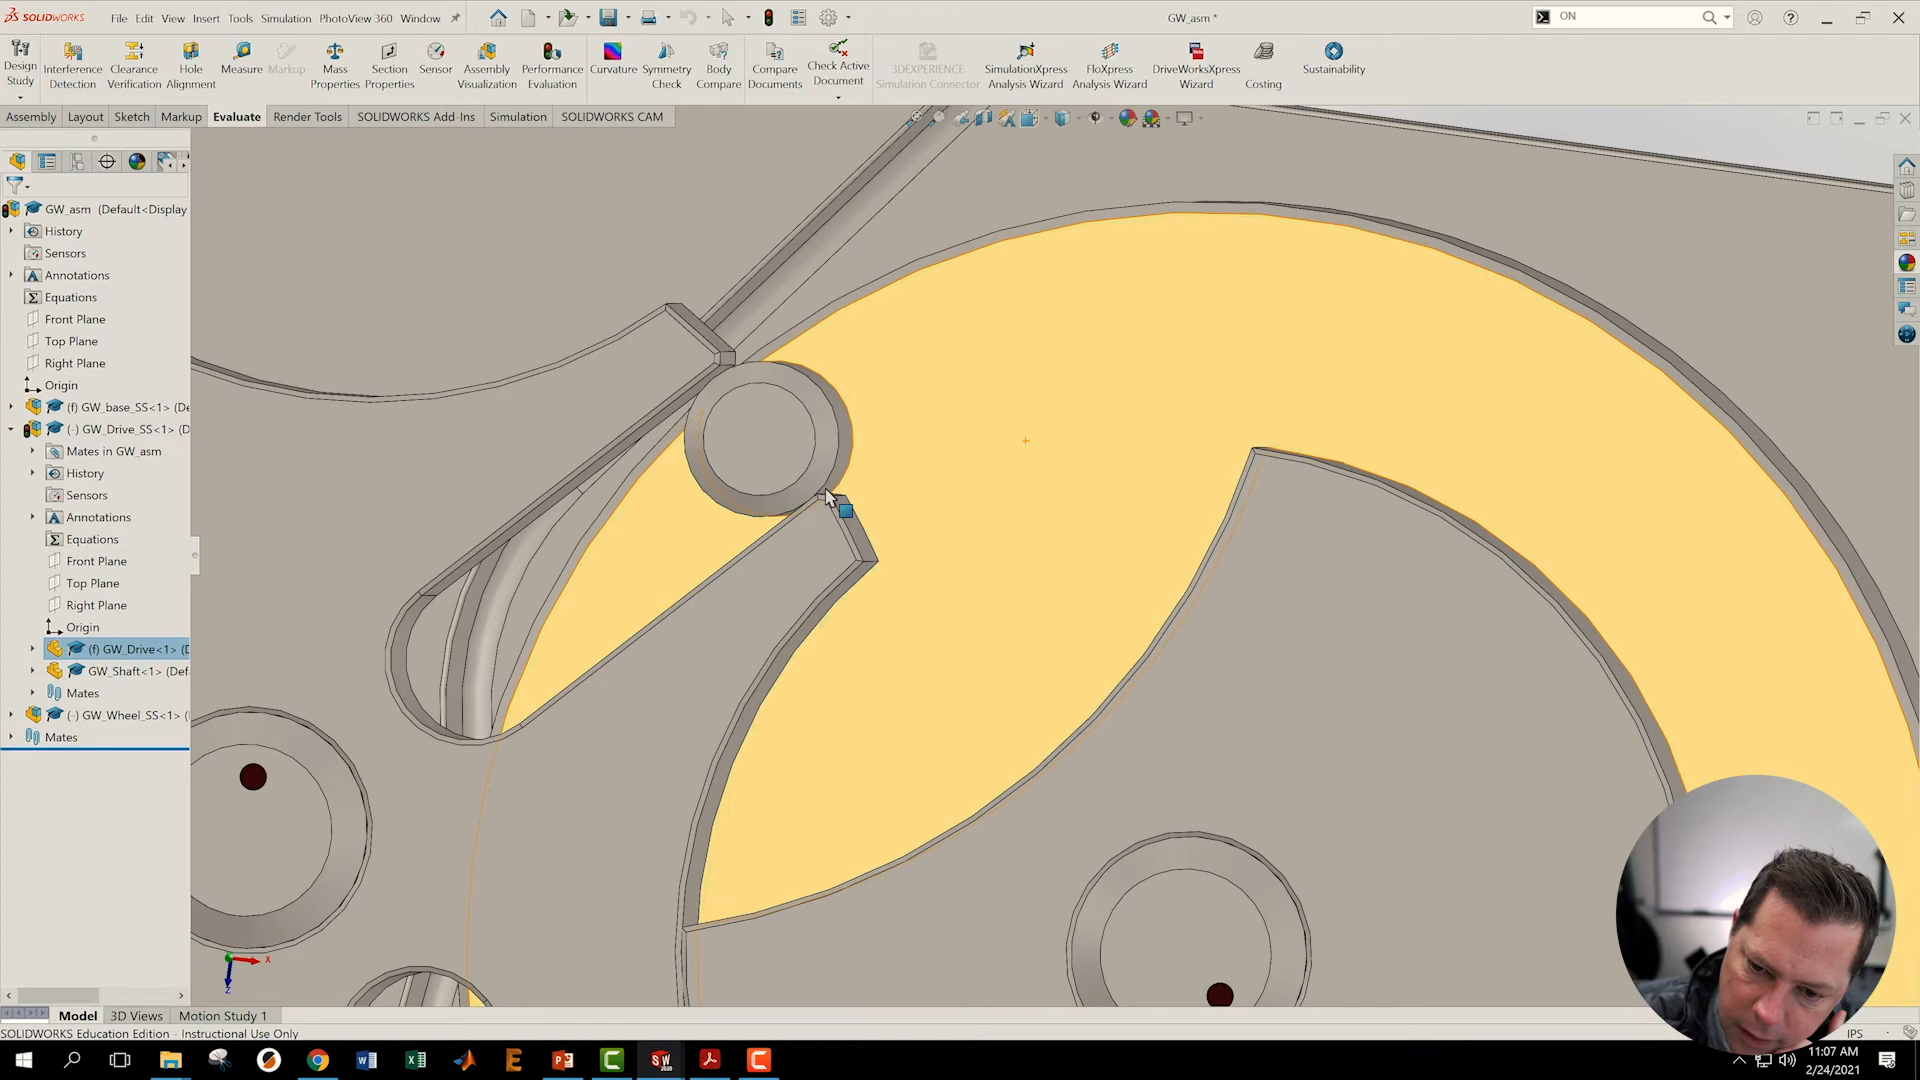 SOLIDWORKS
File Edit View Insert Tools Simulation PhotoView 360 Window
GW_asm *
ON
Design Study
Interference Detection
Clearance Verification
Hole Alignment
Measure
Markup
Mass Properties
Section Properties
Sensor
Assembly Visualization
Performance Evaluation
Curvature
Symmetry Check
Body Compare
Compare Documents
Check Active Document
3DEXPERIENCE Simulation Connector
SimulationXpress Analysis Wizard
FloXpress Analysis Wizard
DriveWorksXpress Wizard
Costing
Sustainability
Assembly Layout Sketch Markup Evaluate Render Tools SOLIDWORKS Add-Ins Simulation SOLIDWORKS CAM
GW_asm (Default<Display
History
Sensors
Annotations
Equations
Front Plane
Top Plane
Right Plane
Origin
(f) GW_base_SS<1> (De
(-) GW_Drive_SS<1> (D
Mates in GW_asm
History
Sensors
Annotations
Equations
Front Plane
Top Plane
Right Plane
Origin
(f) GW_Drive<1> (D
GW_Shaft<1> (Def
Mates
(-) GW_Wheel_SS<1> (
Mates
X
Z
Model 3D Views Motion Study 1
SOLIDWORKS Education Edition - Instructional Use Only
IPS
11:07 AM
2/24/2021